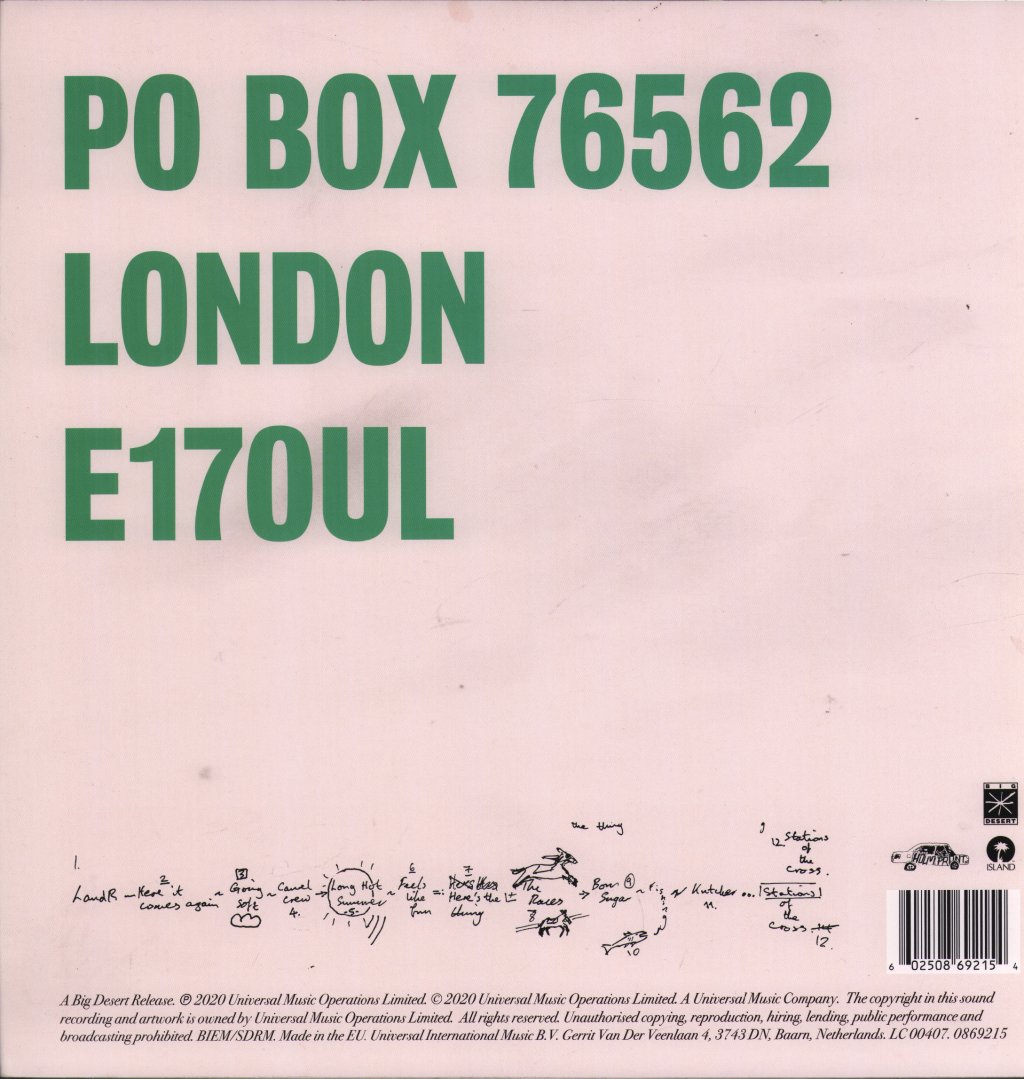 PO BOX 76562
LONDON
E170UL
BIG
DESERT
the thing
HOLM FRONT
ISLAND
1.
LandR
2
Here it
comes again
3
Going
Soft
Camel
crew
4.
Long Hot
Summer
-5-
6
Feels
like
fun
7
Here's the
thing
The
Races
8
Bon
Sugar
9
Fishing
10
Kutcher
11.
12 Stations
of
the
Cross.
Stations
of
the
Cross
12.
6 02508 69215 4
A Big Desert Release. ℗ 2020 Universal Music Operations Limited. © 2020 Universal Music Operations Limited. A Universal Music Company. The copyright in this sound
recording and artwork is owned by Universal Music Operations Limited. All rights reserved. Unauthorised copying, reproduction, hiring, lending, public performance and
broadcasting prohibited. BIEM/SDRM. Made in the EU. Universal International Music B.V. Gerrit Van Der Veenlaan 4, 3743 DN, Baarn, Netherlands. LC 00407. 0869215